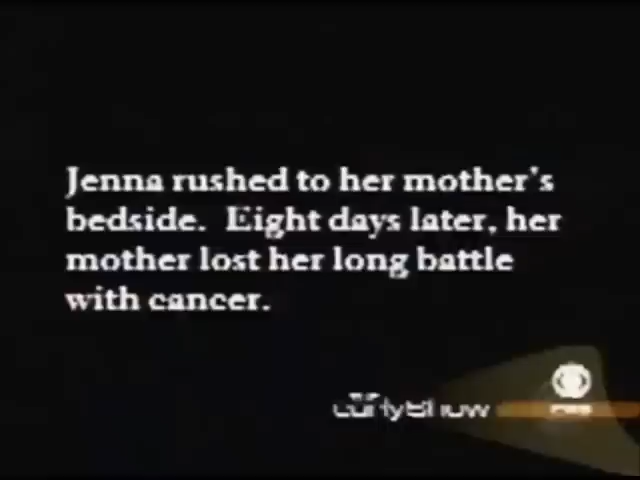 Jenna rushed to her mother's
bedside. Eight days later, her
mother lost her long battle
with cancer.